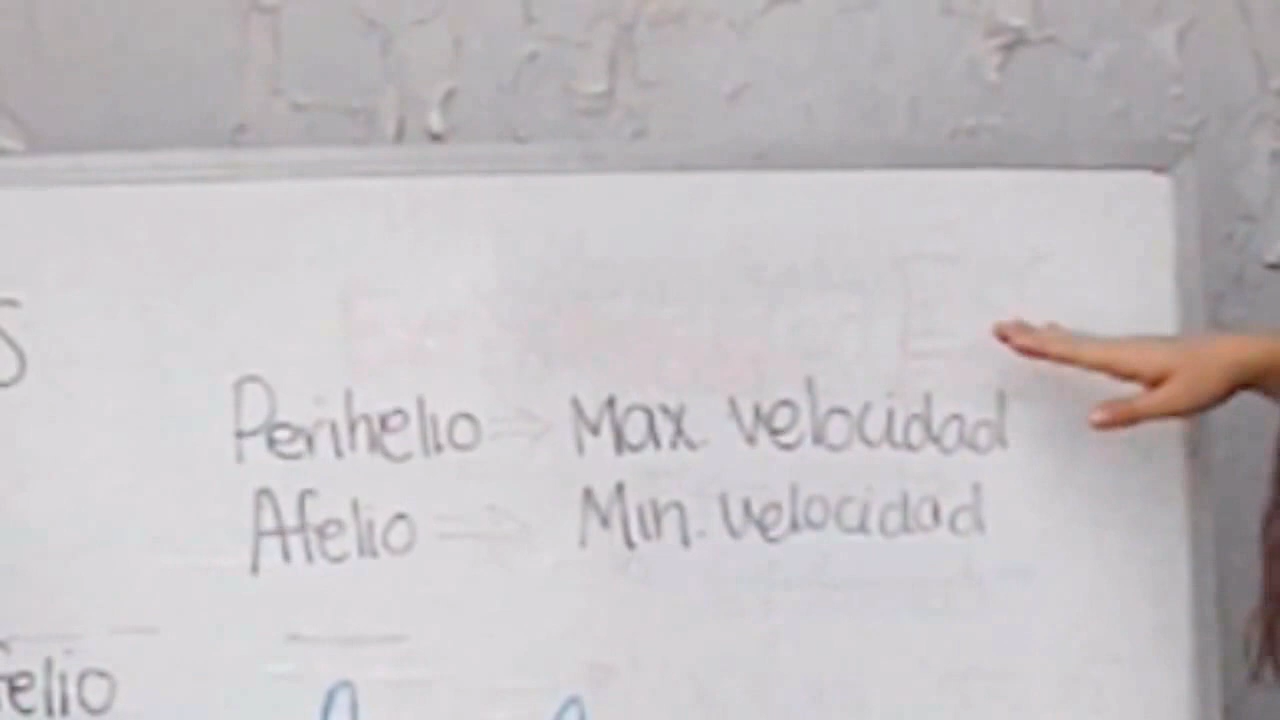 Perihelio → Max velocidad
Afelio → Min. velocidad
felio